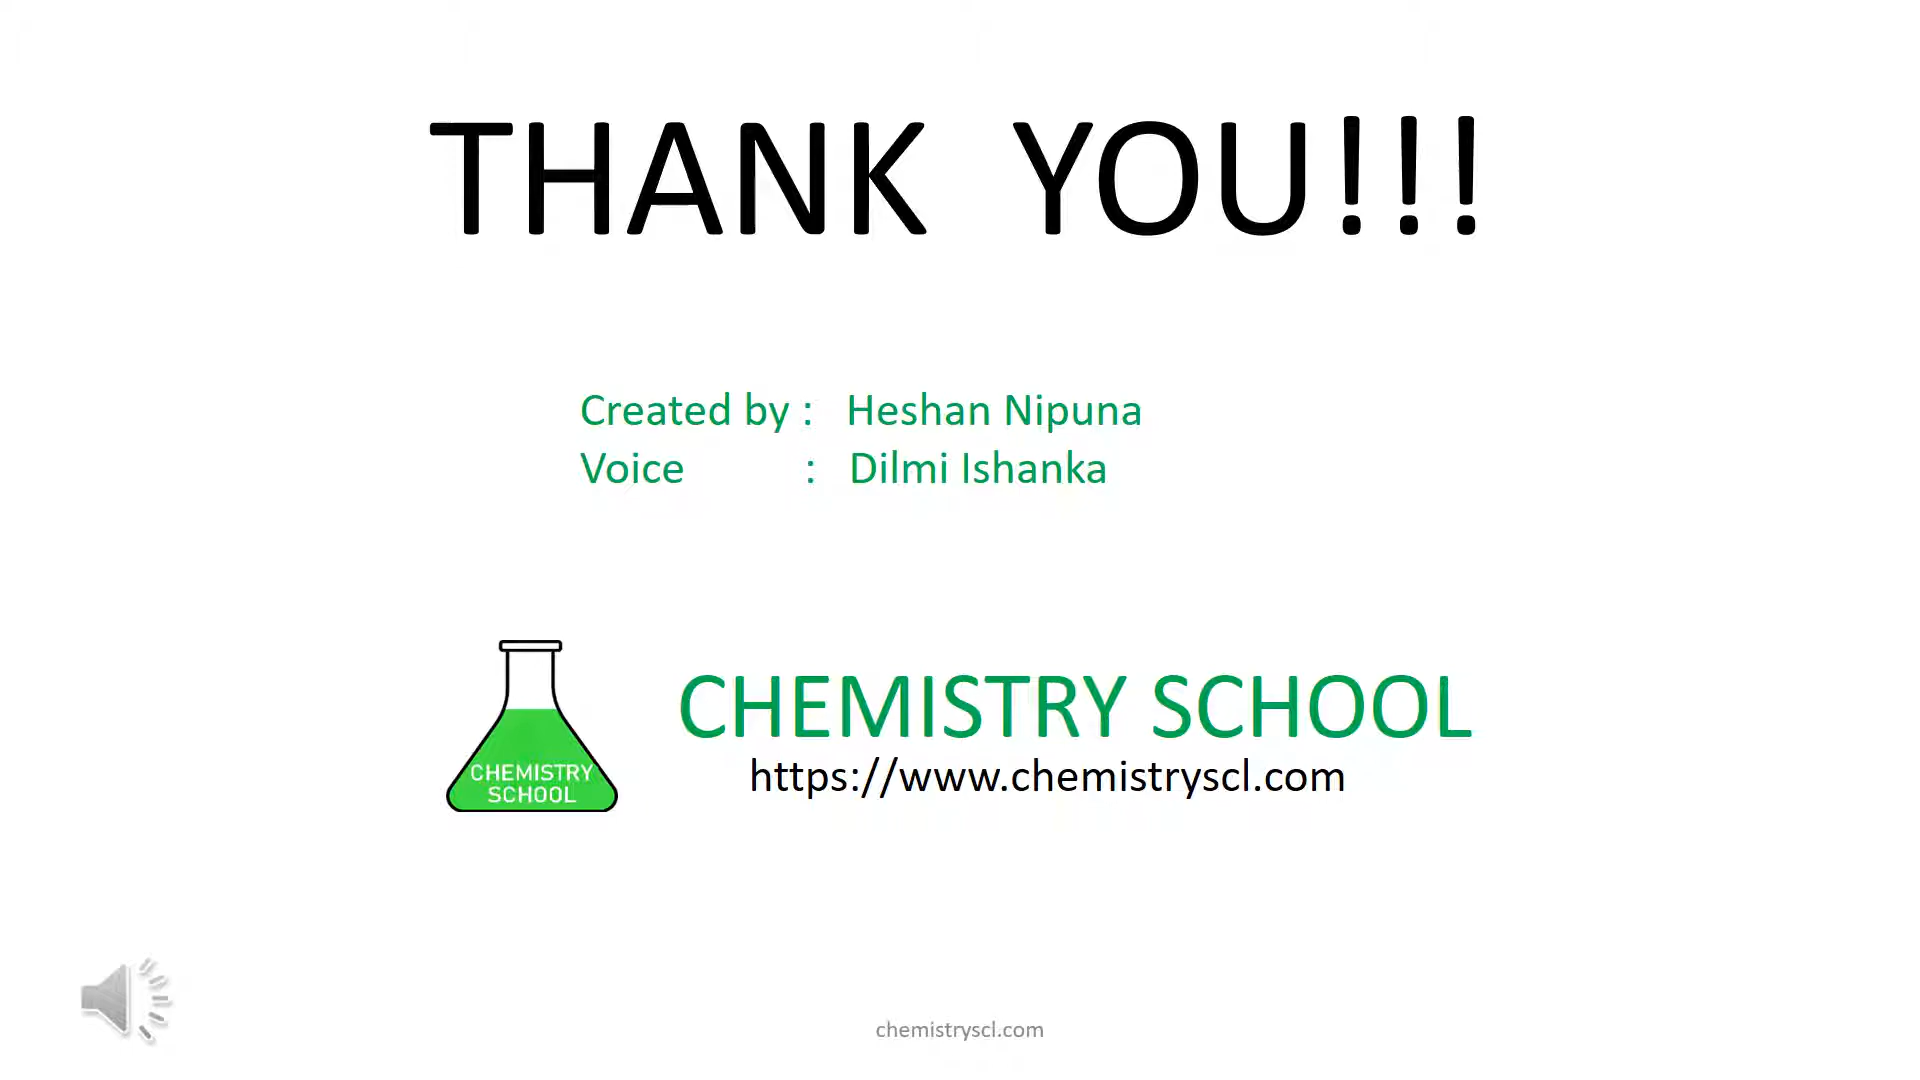 THANK YOU!!!
Created by : Heshan Nipuna
Voice : Dilmi Ishanka
CHEMISTRY SCHOOL
https://www.chemistryscl.com
CHEMISTRY
SCHOOL
chemistryscl.com